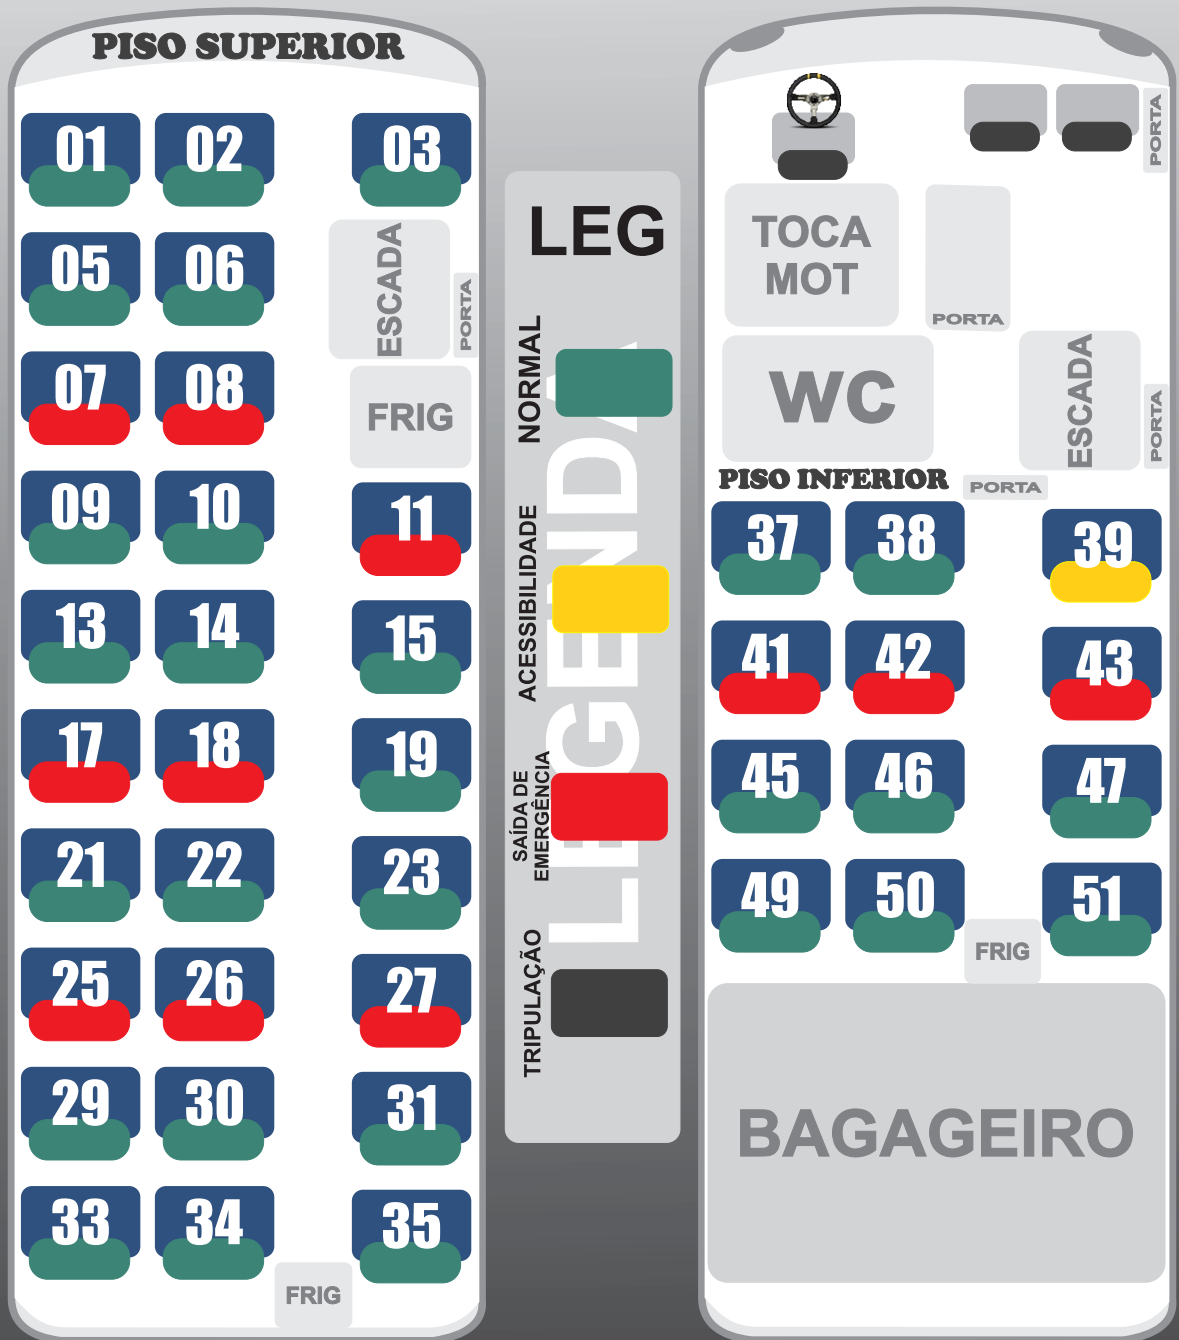 PISO SUPERIOR
01 02 03
05 06
ESCADA
PORTA
07 08
FRIG
09 10 11
13 14 15
17 18 19
21 22 23
25 26 27
29 30 31
33 34 35
FRIG
LEG
LEGENDA
NORMAL
ACESSIBILIDADE
SAÍDA DE
EMERGÊNCIA
TRIPULAÇÃO
PORTA
TOCA
MOT
PORTA
WC
ESCADA
PORTA
PISO INFERIOR
PORTA
37 38 39
41 42 43
45 46 47
49 50 51
FRIG
BAGAGEIRO